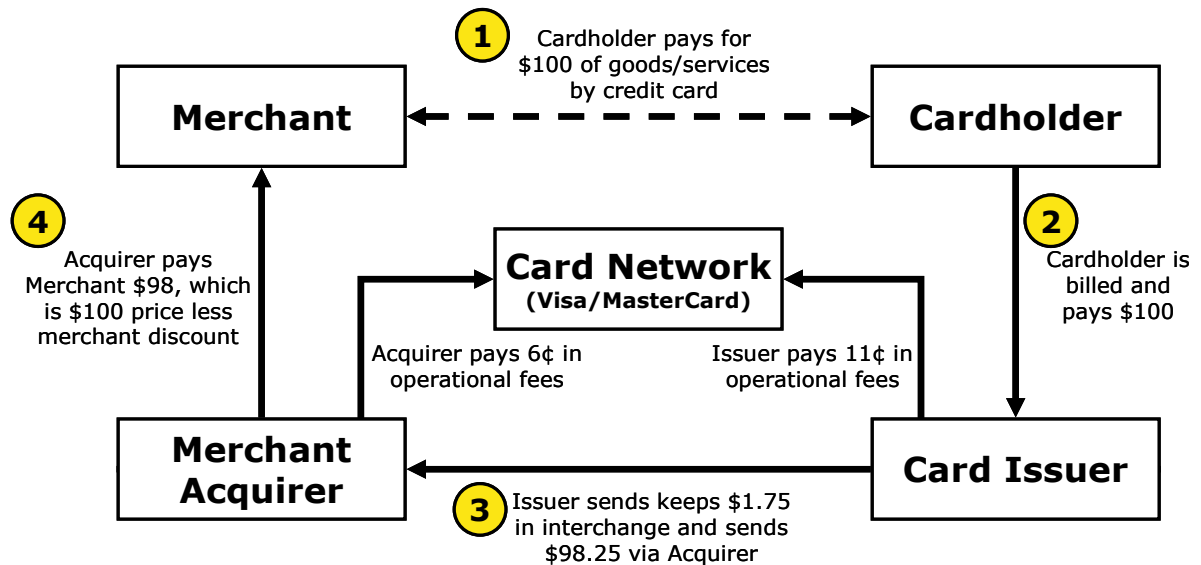 1
Cardholder pays for
$100 of goods/services
by credit card
Merchant
Cardholder
4
Acquirer pays
Merchant $98, which
is $100 price less
merchant discount
Card Network
(Visa/MasterCard)
2
Cardholder is
billed and
pays $100
Acquirer pays 6¢ in
operational fees
Issuer pays 11¢ in
operational fees
Merchant
Acquirer
Card Issuer
3
Issuer sends keeps $1.75
in interchange and sends
$98.25 via Acquirer